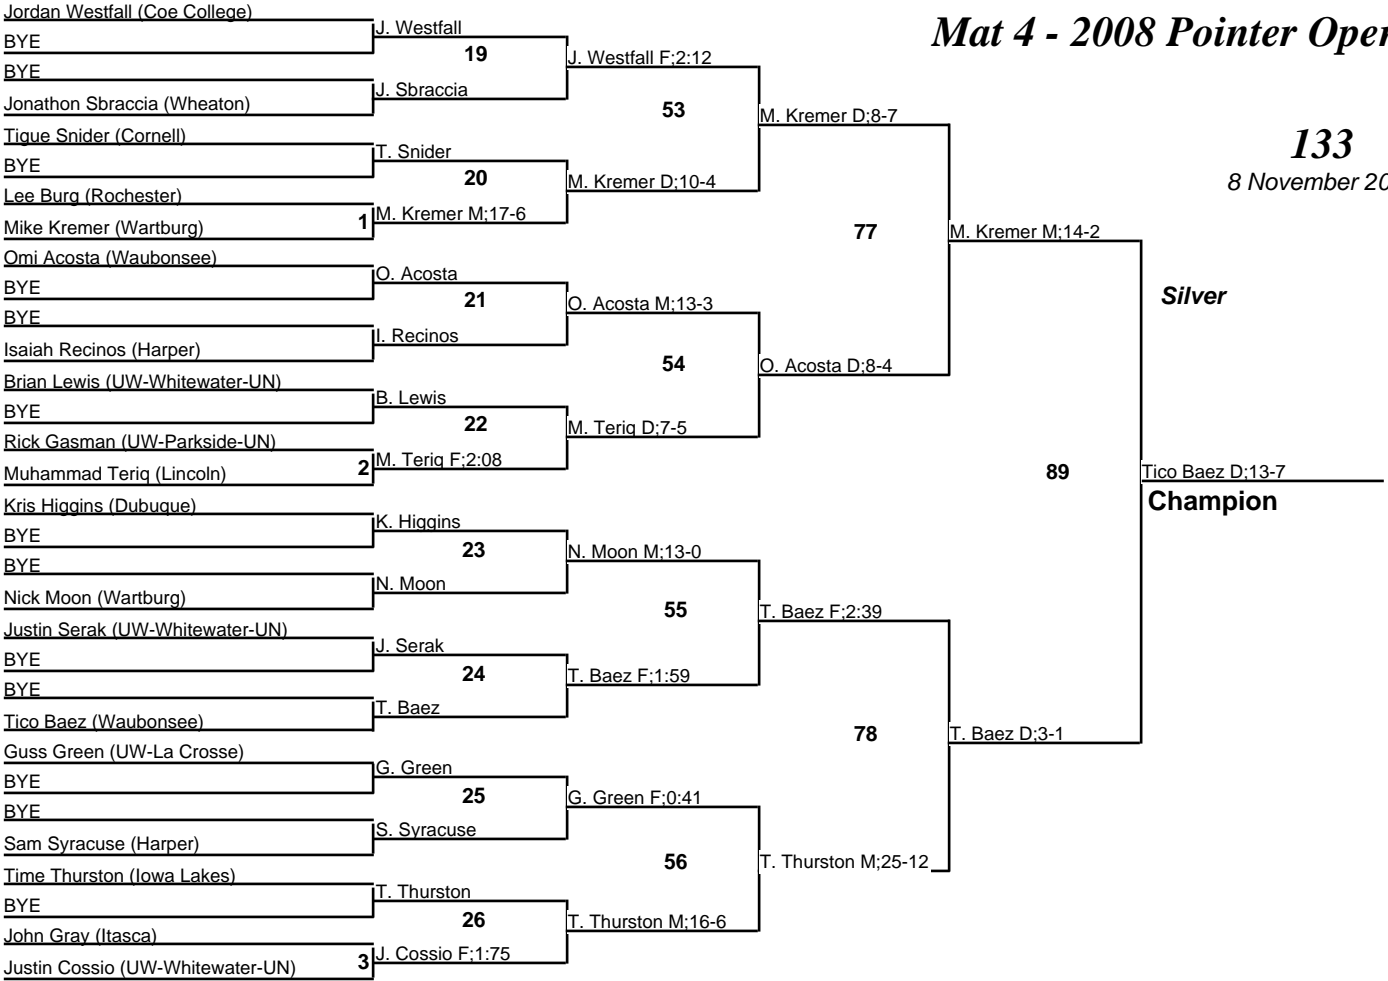 Mat 4 - 2008 Pointer Open
133
8 November 20
Silver
Jordan Westfall (Coe College)
BYE
BYE
Jonathon Sbraccia (Wheaton)
Tigue Snider (Cornell)
BYE
Lee Burg (Rochester)
Mike Kremer (Wartburg)
1
Omi Acosta (Waubonsee)
BYE
BYE
Isaiah Recinos (Harper)
Brian Lewis (UW-Whitewater-UN)
BYE
Rick Gasman (UW-Parkside-UN)
Muhammad Teriq (Lincoln)
2
Kris Higgins (Dubuque)
BYE
BYE
Nick Moon (Wartburg)
Justin Serak (UW-Whitewater-UN)
BYE
BYE
Tico Baez (Waubonsee)
Guss Green (UW-La Crosse)
BYE
BYE
Sam Syracuse (Harper)
Time Thurston (Iowa Lakes)
BYE
John Gray (Itasca)
Justin Cossio (UW-Whitewater-UN)
3
J. Westfall
19
J. Sbraccia
T. Snider
20
M. Kremer M;17-6
O. Acosta
21
I. Recinos
B. Lewis
22
M. Teriq F;2:08
K. Higgins
23
N. Moon
J. Serak
24
T. Baez
G. Green
25
S. Syracuse
T. Thurston
26
J. Cossio F;1:75
J. Westfall F;2:12
53
M. Kremer D;10-4
O. Acosta M;13-3
54
M. Teriq D;7-5
N. Moon M;13-0
55
T. Baez F;1:59
G. Green F;0:41
56
T. Thurston M;16-6
M. Kremer D;8-7
77
O. Acosta D;8-4
T. Baez F;2:39
78
T. Thurston M;25-12
M. Kremer M;14-2
89
T. Baez D;3-1
Tico Baez D;13-7
Champion